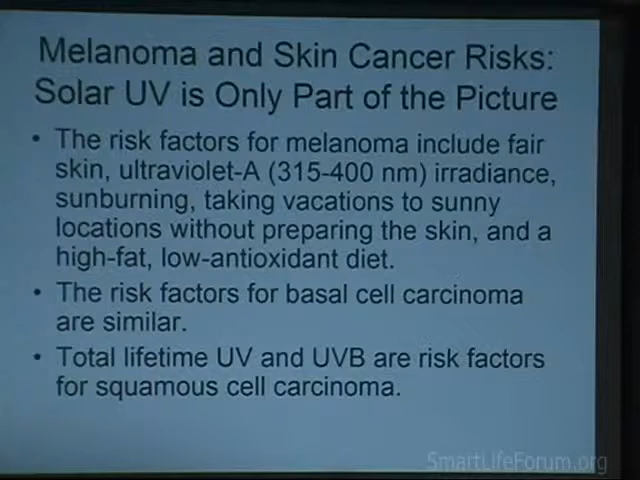 Melanoma and Skin Cancer Risks:
Solar UV is Only Part of the Picture
• The risk factors for melanoma include fair
skin, ultraviolet-A (315-400 nm) irradiance,
sunburning, taking vacations to sunny
locations without preparing the skin, and a
high-fat, low-antioxidant diet.
• The risk factors for basal cell carcinoma
are similar.
• Total lifetime UV and UVB are risk factors
for squamous cell carcinoma.
SmartLifeForum.org